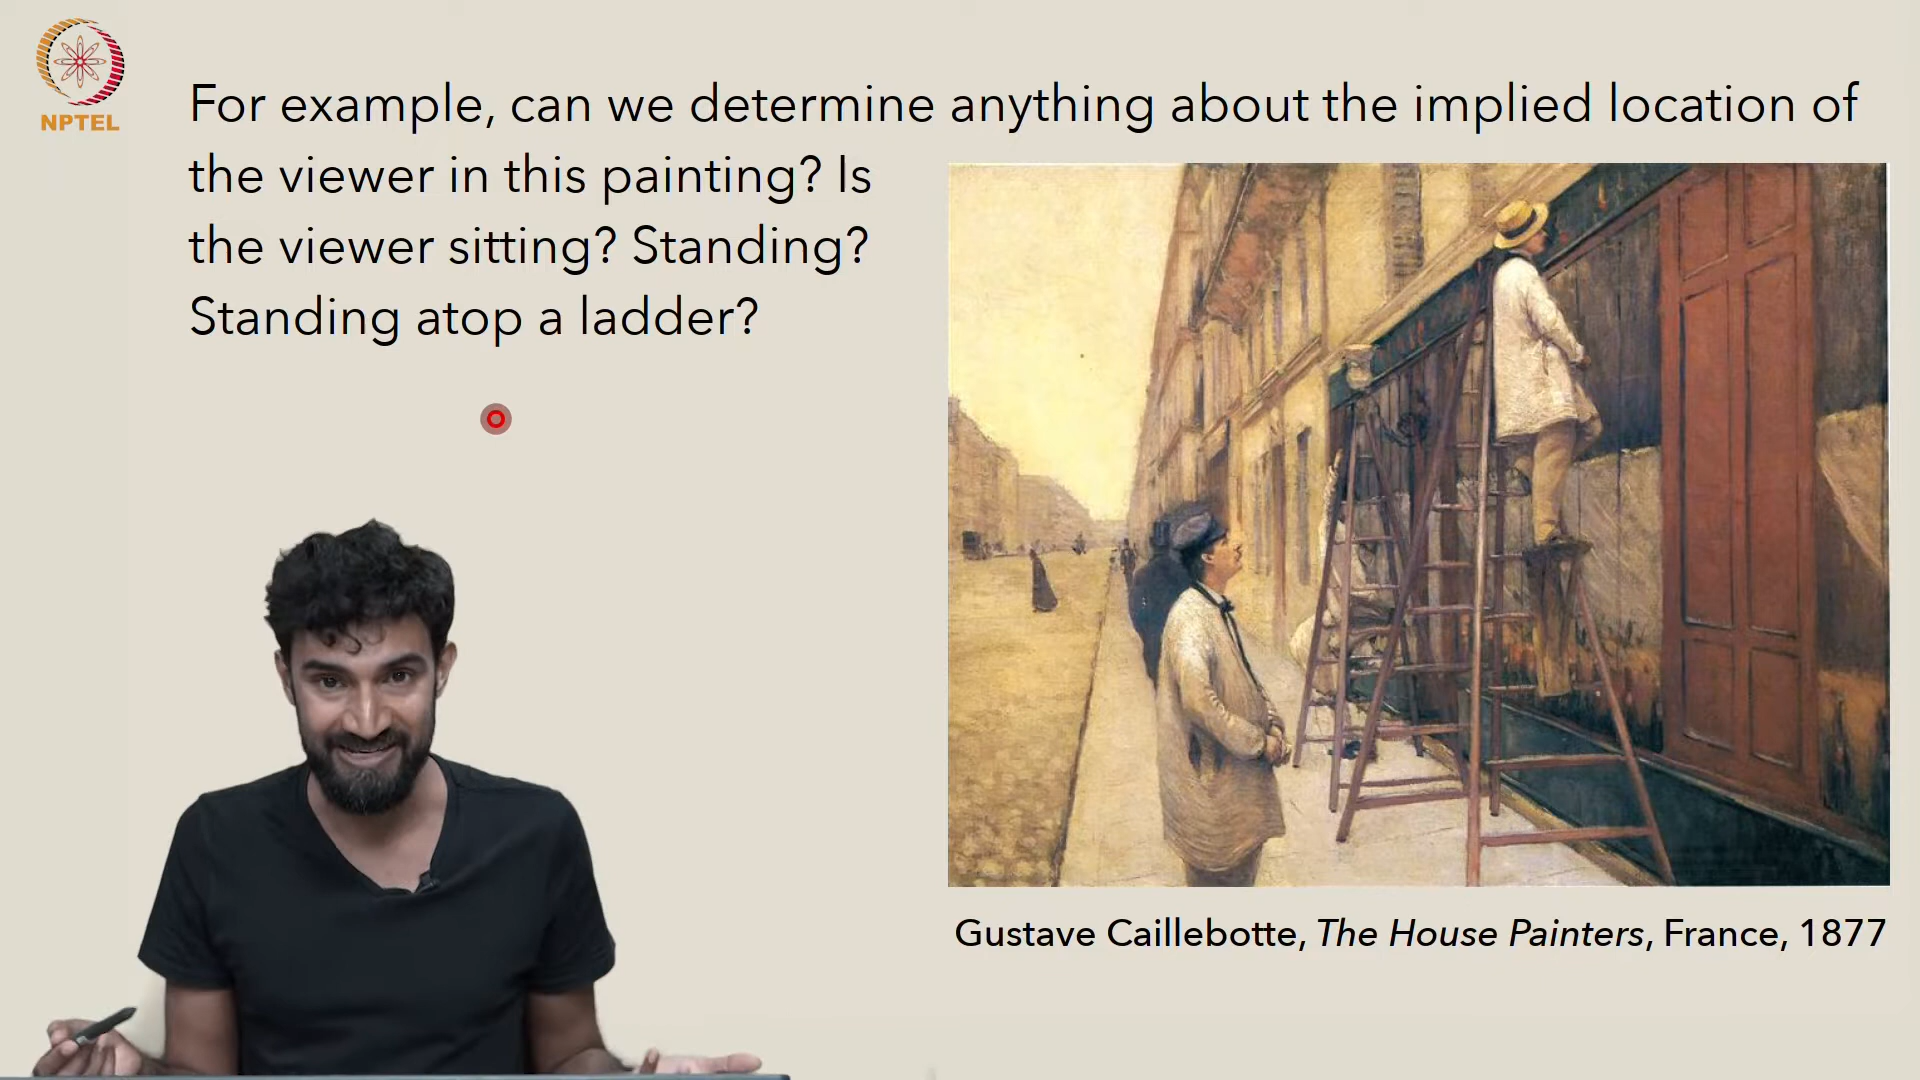 NPTEL
For example, can we determine anything about the implied location of
the viewer in this painting? Is
the viewer sitting? Standing?
Standing atop a ladder?
Gustave Caillebotte, The House Painters, France, 1877